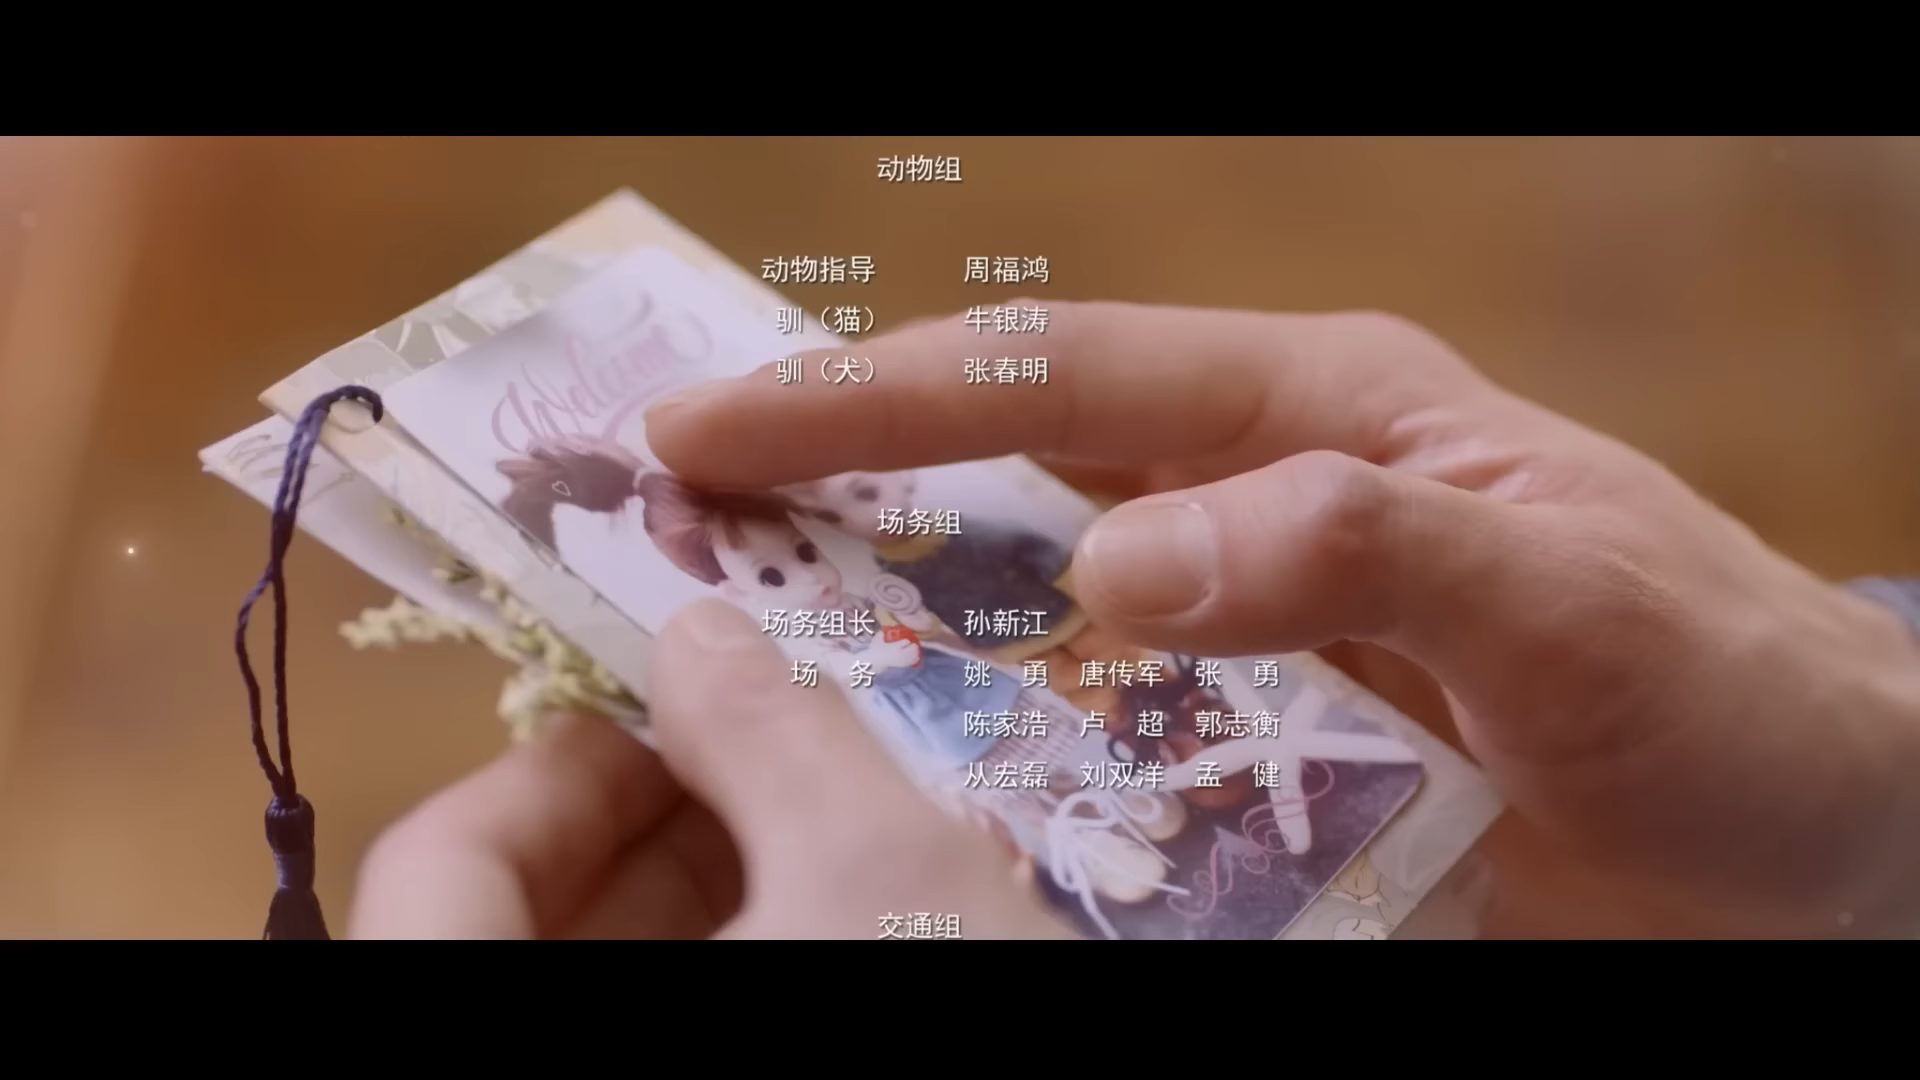 动物组
动物指导 周福鸿
驯（猫） 牛银涛
驯（犬） 张春明
Welcome
场务组
场务组长 孙新江
场 务 姚 勇 唐传军 张 勇
陈家浩 卢 超 郭志衡
从宏磊 刘双洋 孟 健
交通组